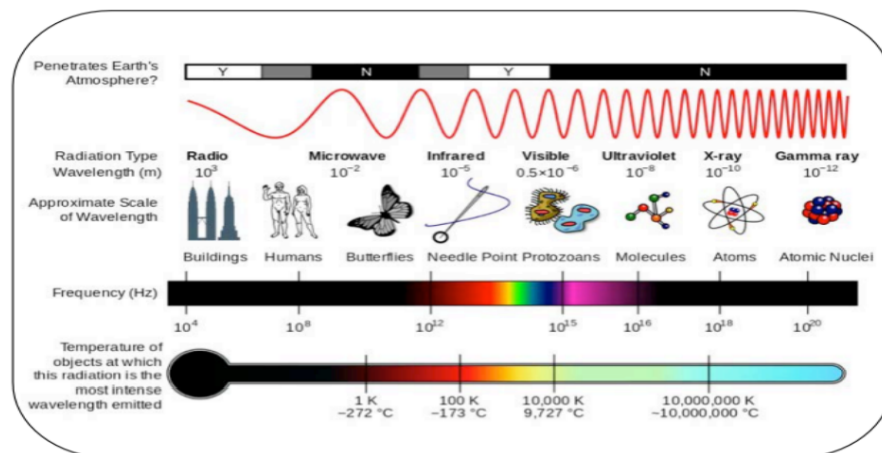 Penetrates Earth's
Atmosphere?
Y N Y N
Radiation Type
Wavelength (m)
Radio Microwave Infrared Visible Ultraviolet X-ray Gamma ray
10³ 10⁻² 10⁻⁵ 0.5×10⁻⁶ 10⁻⁸ 10⁻¹⁰ 10⁻¹²
Approximate Scale
of Wavelength
Buildings Humans Butterflies Needle Point Protozoans Molecules Atoms Atomic Nuclei
Frequency (Hz)
10⁴ 10⁸ 10¹² 10¹⁵ 10¹⁶ 10¹⁸ 10²⁰
Temperature of
objects at which
this radiation is the
most intense
wavelength emitted
1 K 100 K 10,000 K 10,000,000 K
−272 °C −173 °C 9,727 °C ~10,000,000 °C